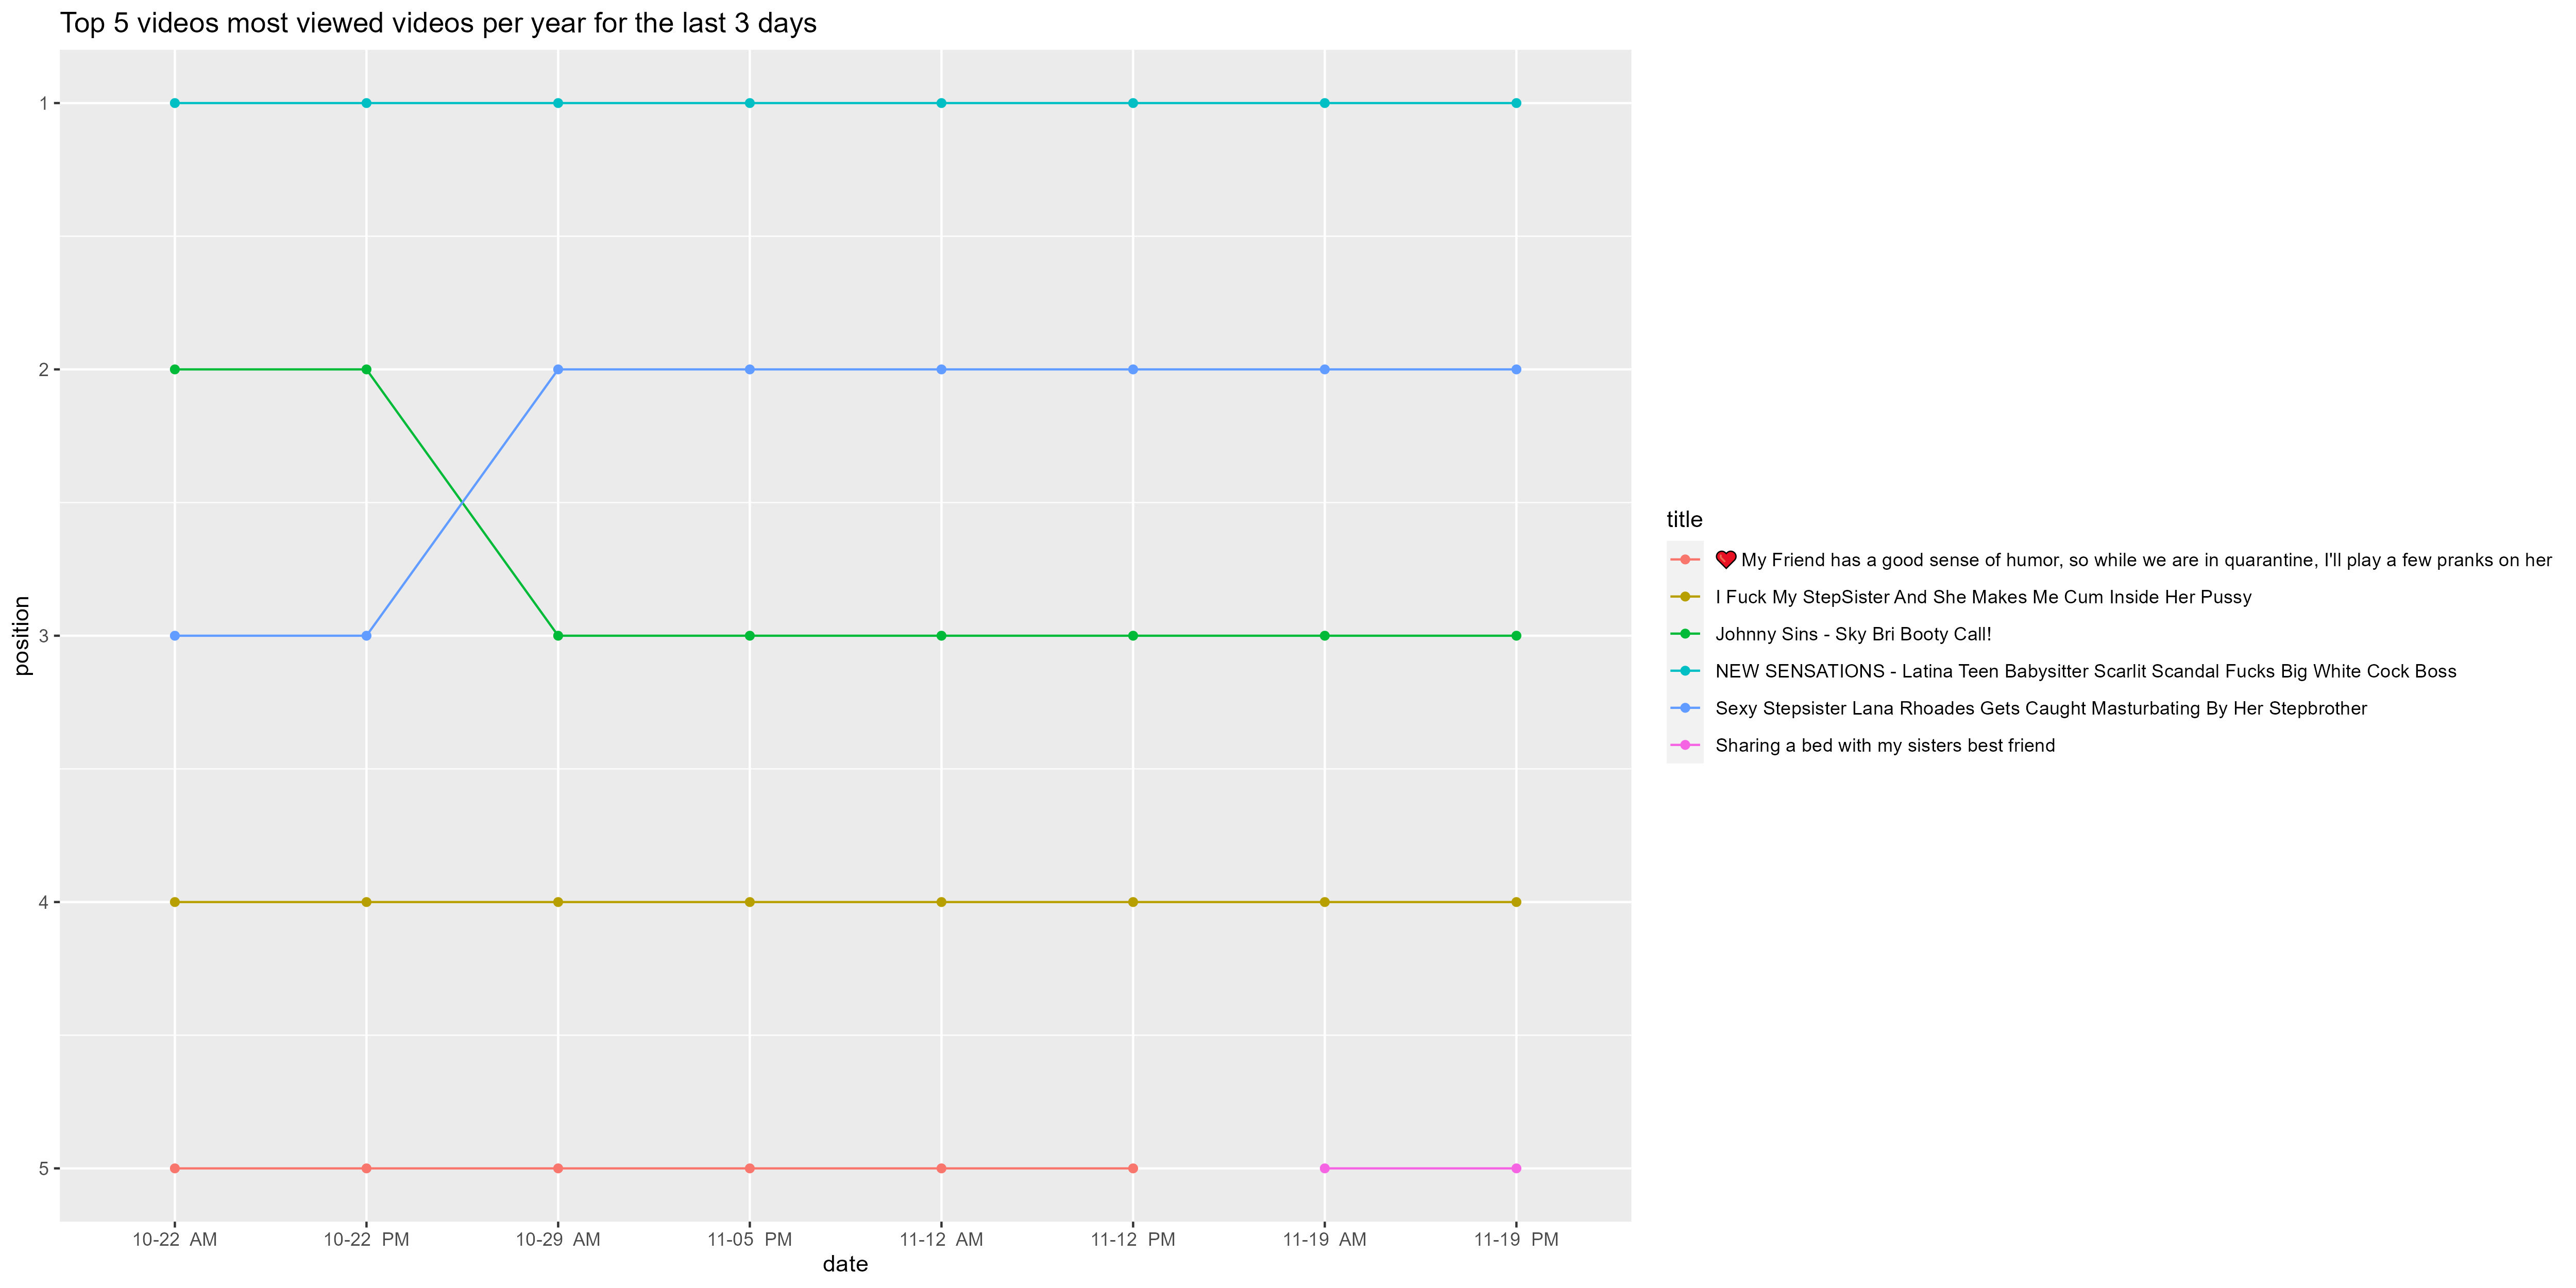 Top 5 videos most viewed videos per year for the last 3 days
1
2
3
4
5
position
10-22 AM
10-22 PM
10-29 AM
11-05 PM
11-12 AM
11-12 PM
11-19 AM
11-19 PM
date
title
❤️ My Friend has a good sense of humor, so while we are in quarantine, I'll play a few pranks on her
I Fuck My StepSister And She Makes Me Cum Inside Her Pussy
Johnny Sins - Sky Bri Booty Call!
NEW SENSATIONS - Latina Teen Babysitter Scarlit Scandal Fucks Big White Cock Boss
Sexy Stepsister Lana Rhoades Gets Caught Masturbating By Her Stepbrother
Sharing a bed with my sisters best friend